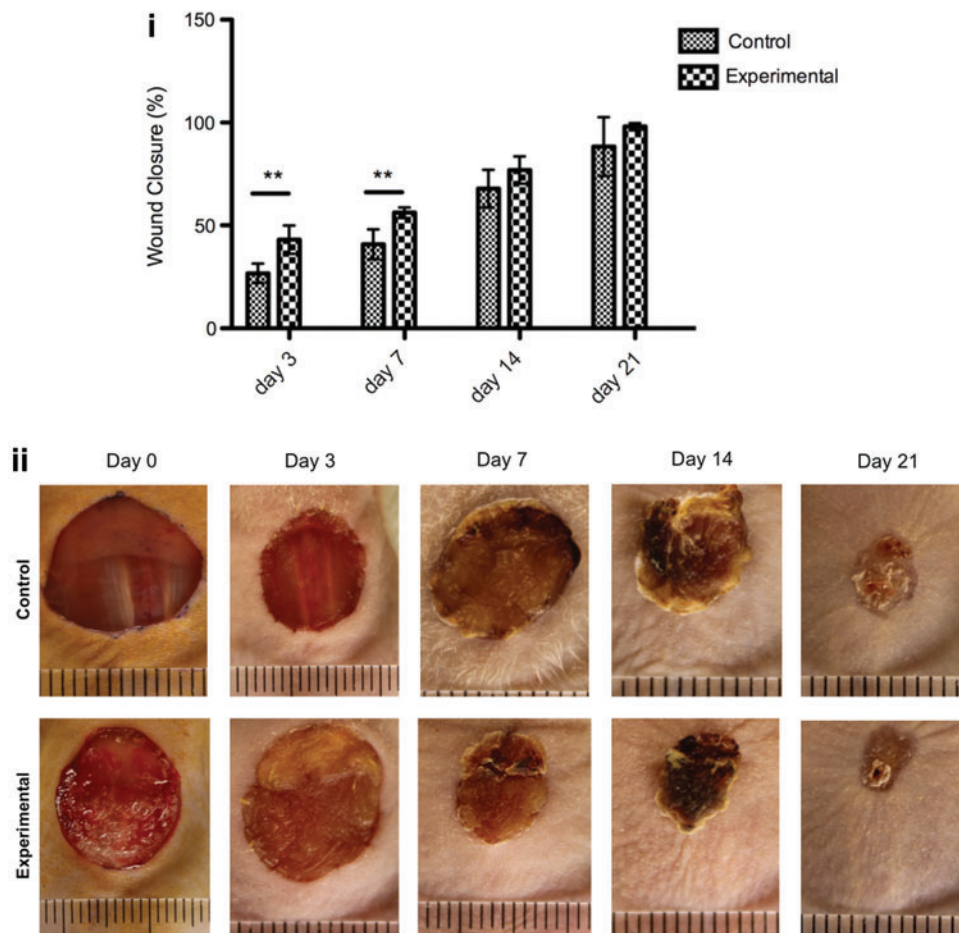 i
150
100
50
0
Wound Closure (%)
Control
Experimental
**
**
day 3
day 7
day 14
day 21
ii
Day 0 Day 3 Day 7 Day 14 Day 21
Control
Experimental